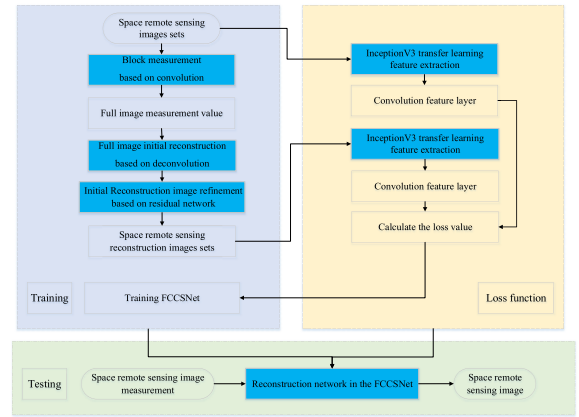 Space remote sensing
images sets
Block measurement
based on convolution
Full image measurement value
Full image initial reconstruction
based on deconvolution
Initial Reconstruction image refinement
based on residual network
Space remote sensing
reconstruction images sets
Training
Training FCCSNet
InceptionV3 transfer learning
feature extraction
Convolution feature layer
InceptionV3 transfer learning
feature extraction
Convolution feature layer
Calculate the loss value
Loss function
Testing
Space remote sensing image
measurement
Reconstruction network in the FCCSNet
Space remote
sensing image